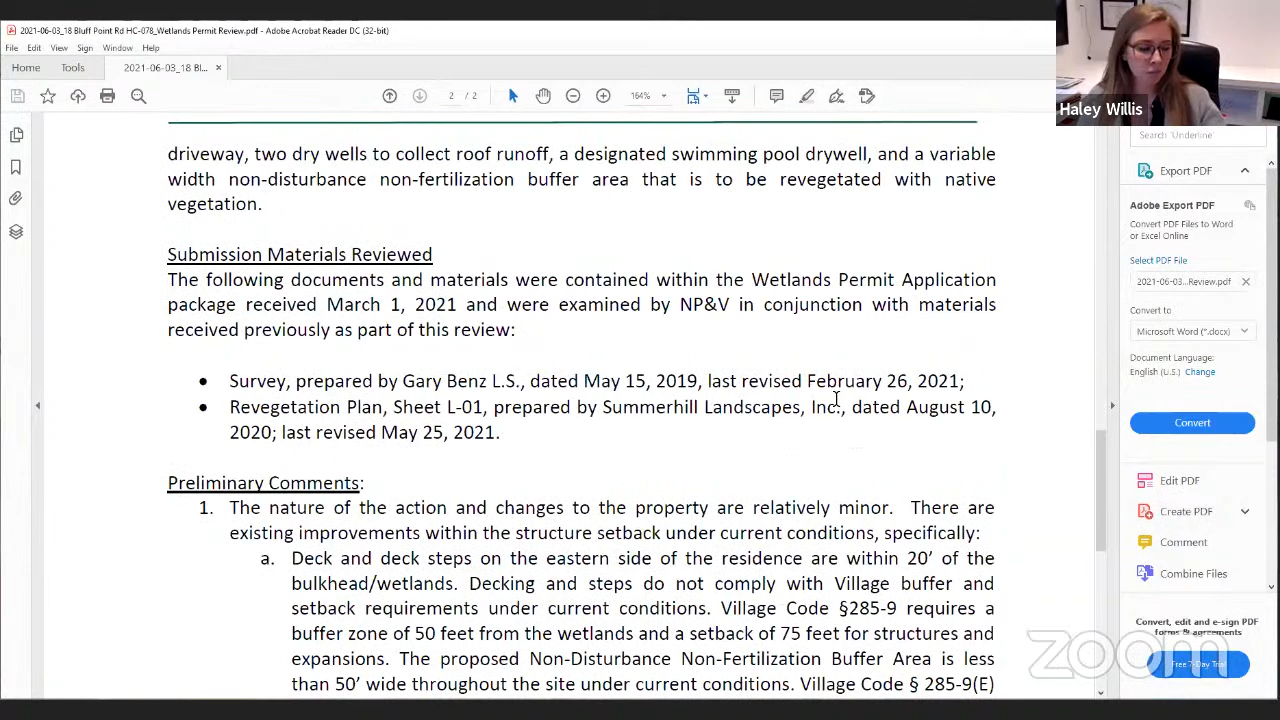 2021-06-03_18 Bluff Point Rd HC-078_Wetlands Permit Review.pdf - Adobe Acrobat Reader DC (32-bit)
File Edit View Sign Window Help
Home Tools 2021-06-03_18 Bl... ×
2 / 2 164%
Haley Willis
driveway, two dry wells to collect roof runoff, a designated swimming pool drywell, and a variable
width non-disturbance non-fertilization buffer area that is to be revegetated with native
vegetation.
Submission Materials Reviewed
The following documents and materials were contained within the Wetlands Permit Application
package received March 1, 2021 and were examined by NP&V in conjunction with materials
received previously as part of this review:
• Survey, prepared by Gary Benz L.S., dated May 15, 2019, last revised February 26, 2021;
• Revegetation Plan, Sheet L-01, prepared by Summerhill Landscapes, Inc., dated August 10,
2020; last revised May 25, 2021.
Preliminary Comments:
1. The nature of the action and changes to the property are relatively minor. There are
existing improvements within the structure setback under current conditions, specifically:
a. Deck and deck steps on the eastern side of the residence are within 20' of the
bulkhead/wetlands. Decking and steps do not comply with Village buffer and
setback requirements under current conditions. Village Code §285-9 requires a
buffer zone of 50 feet from the wetlands and a setback of 75 feet for structures and
expansions. The proposed Non-Disturbance Non-Fertilization Buffer Area is less
than 50' wide throughout the site under current conditions. Village Code § 285-9(E)
Search 'Underline'
Export PDF
Adobe Export PDF
Convert PDF Files to Word
or Excel Online
Select PDF File
2021-06-03...Review.pdf ×
Convert to
Microsoft Word (*.docx)
Document Language:
English (U.S.) Change
Convert
Edit PDF
Create PDF
Comment
Combine Files
Convert, edit and e-sign PDF
forms & agreements
Free 7-Day Trial
zoom